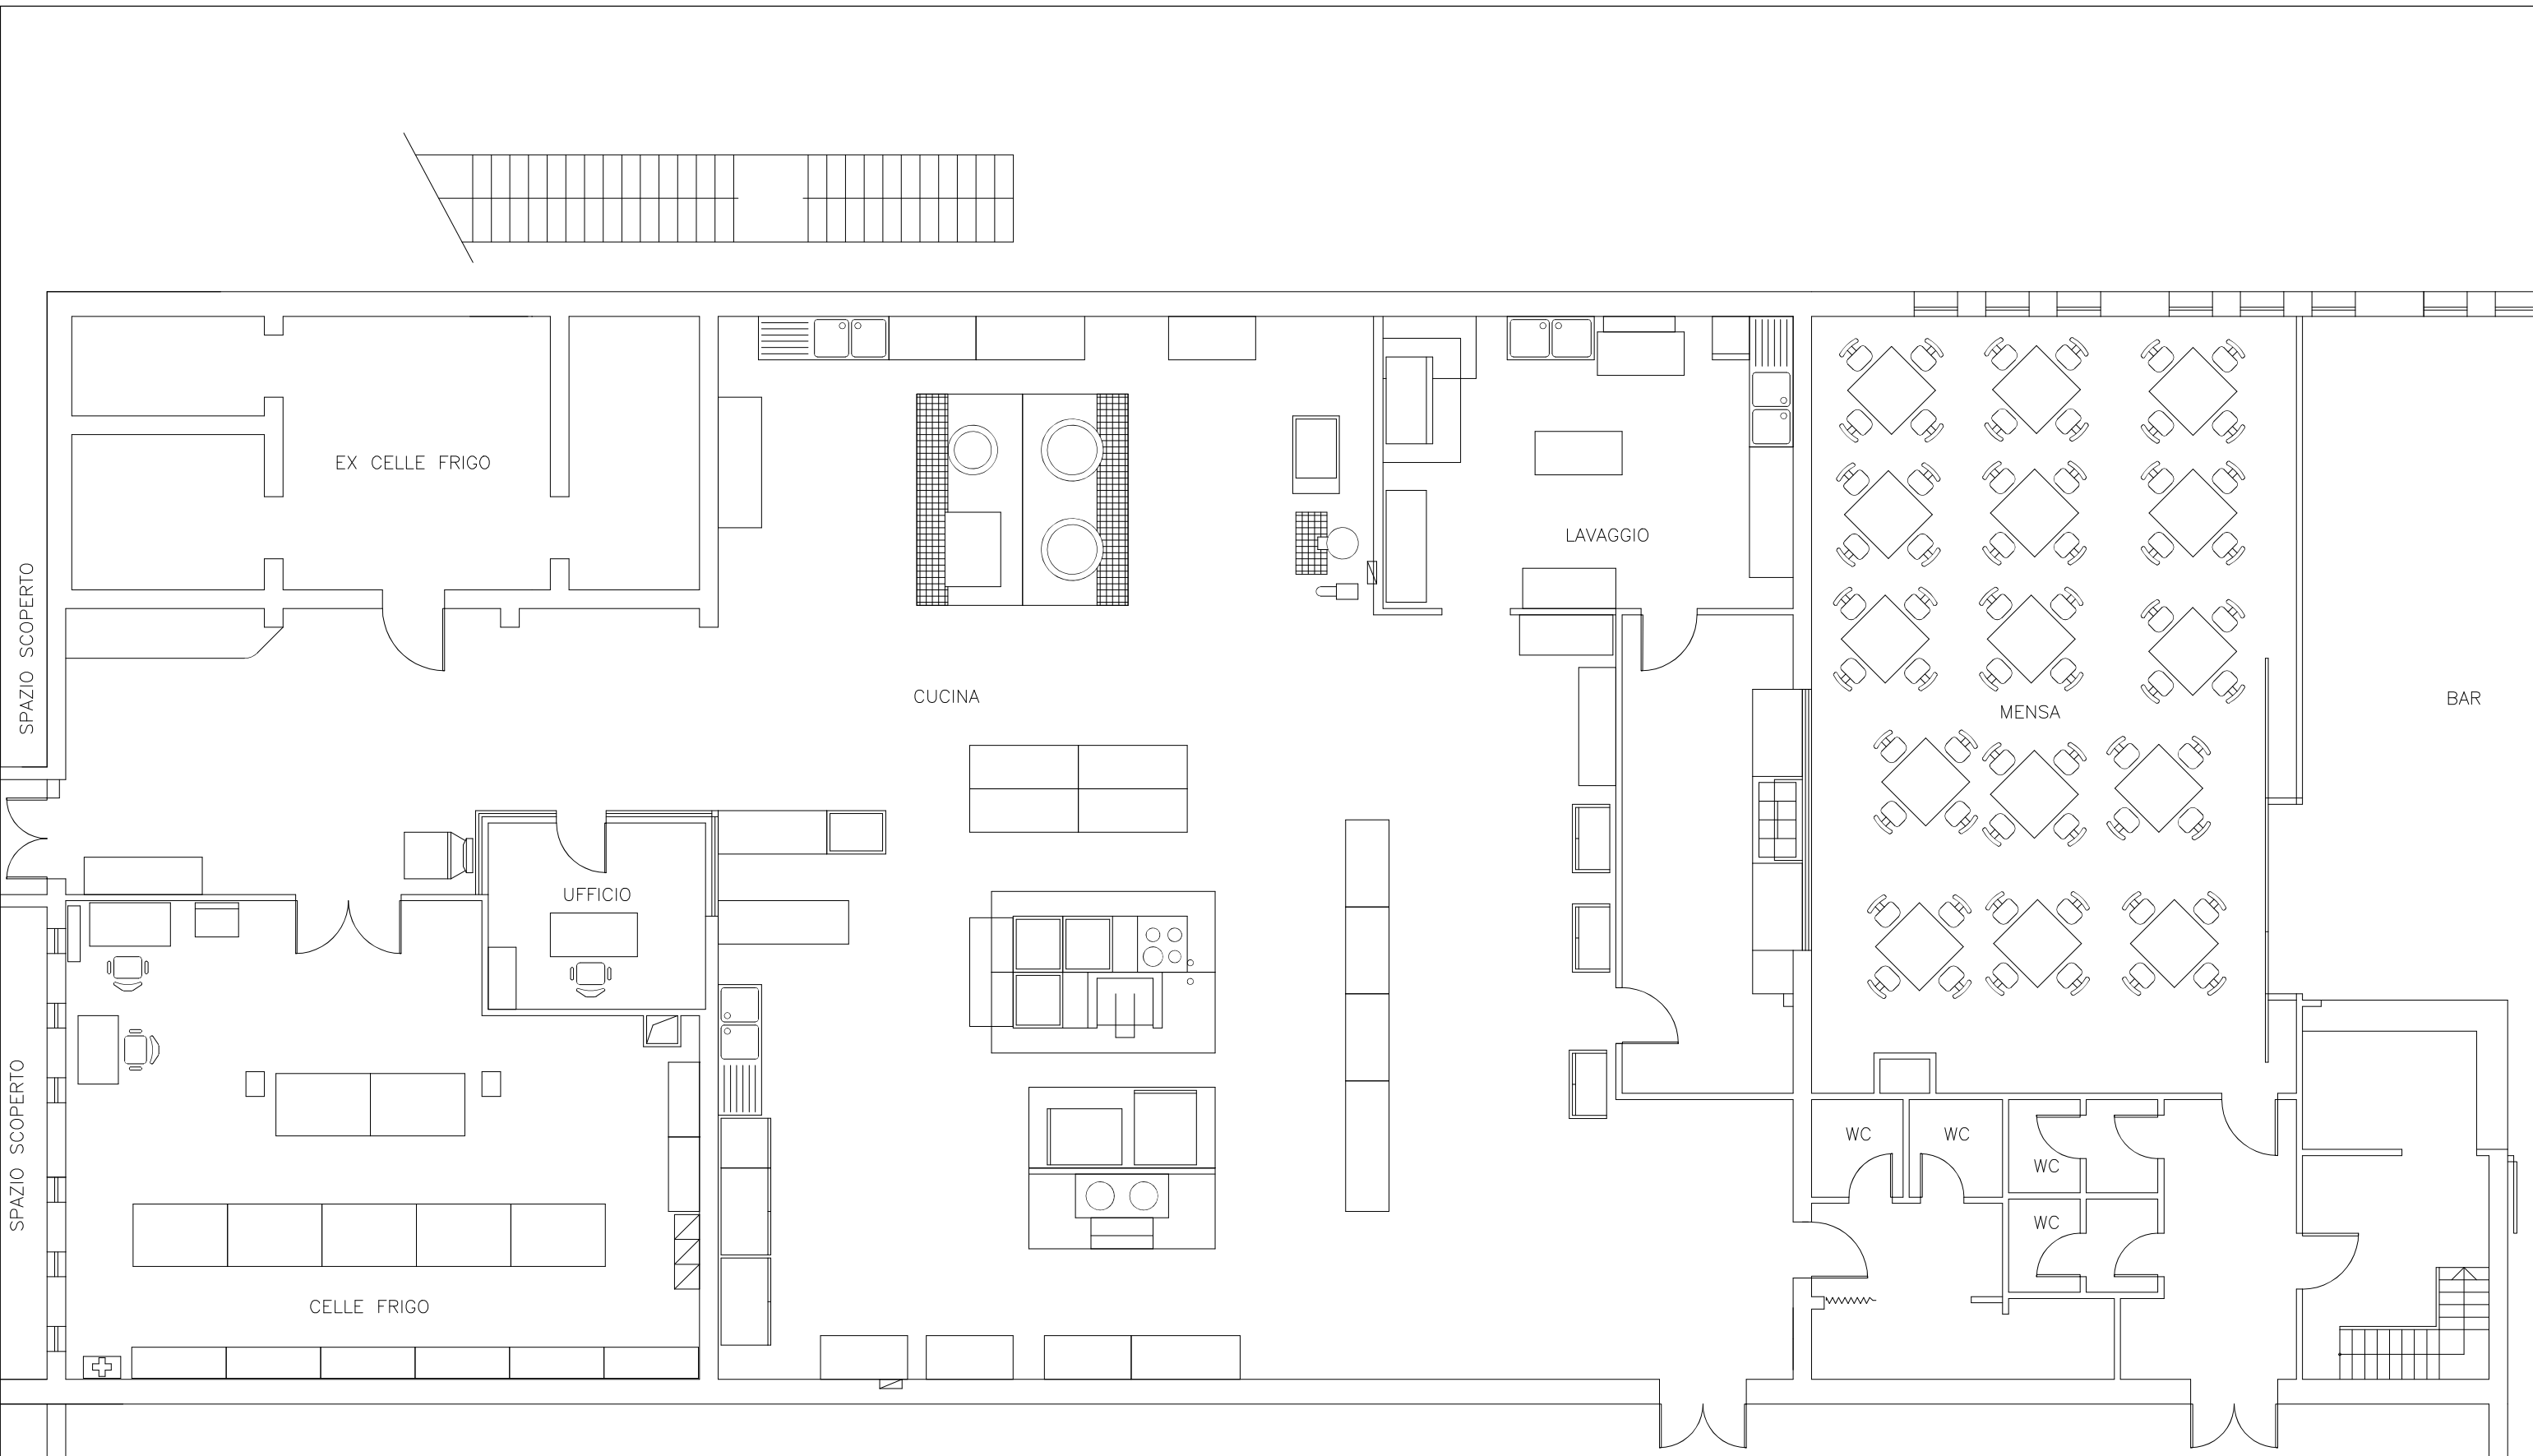 EX CELLE FRIGO
LAVAGGIO
SPAZIO SCOPERTO
CUCINA
MENSA
BAR
UFFICIO
SPAZIO SCOPERTO
WC
WC
WC
WC
CELLE FRIGO